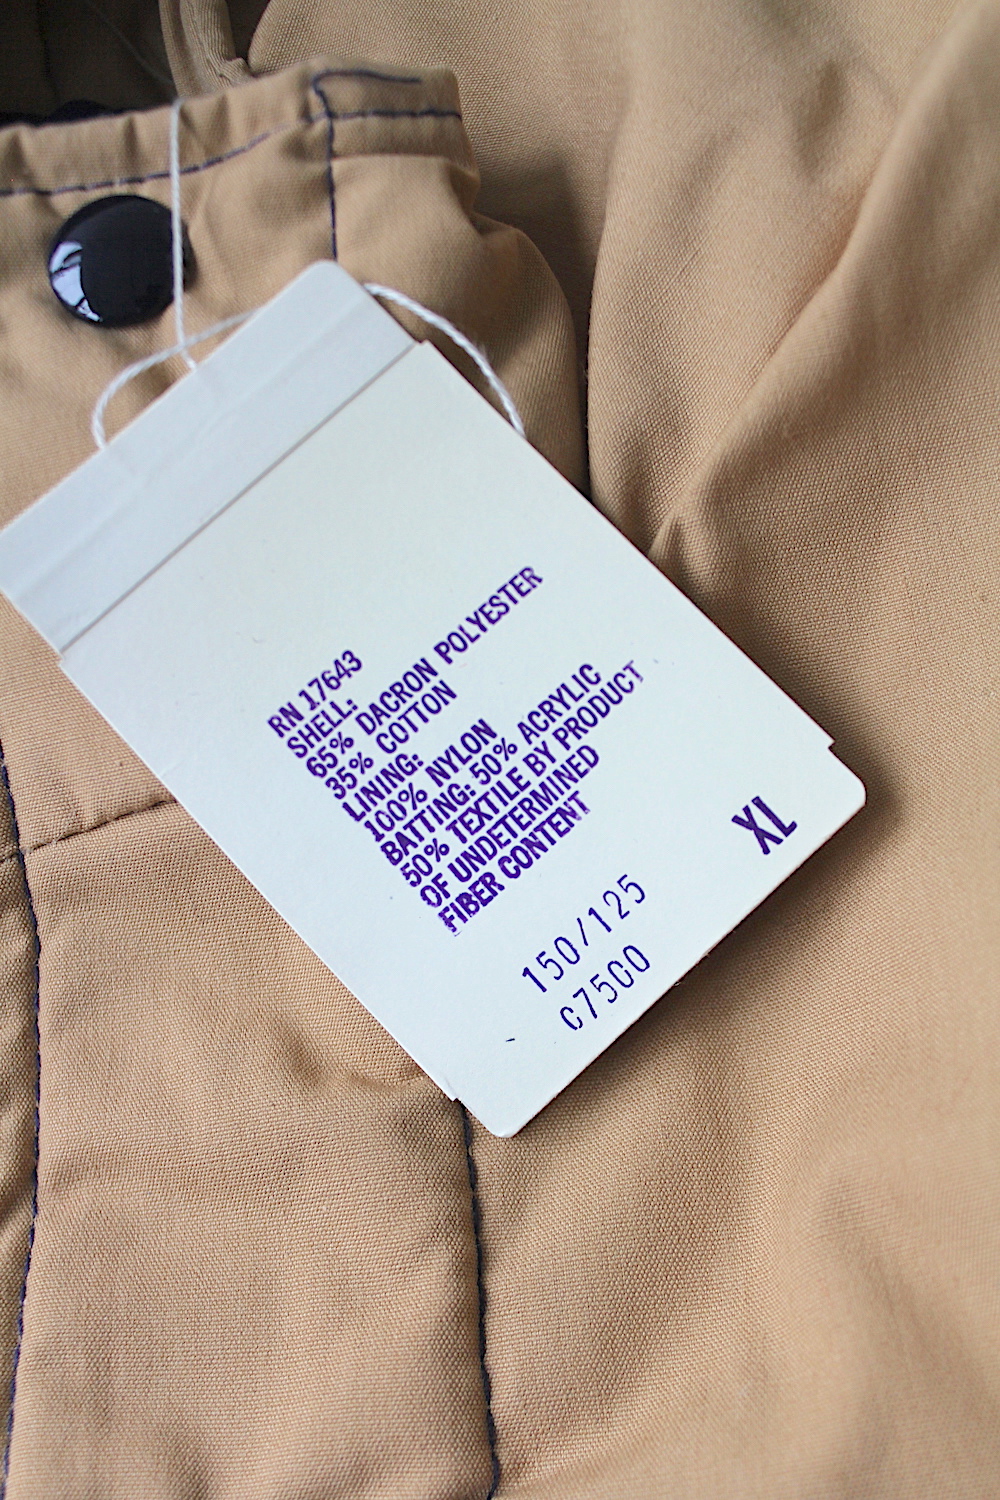 RN 17643
SHELL:
65% DACRON POLYESTER
35% COTTON
LINING:
100% NYLON
BATTING: 50% ACRYLIC
50% TEXTILE BY PRODUCT
OF UNDETERMINED
FIBER CONTENT
XL
150/125
C7500